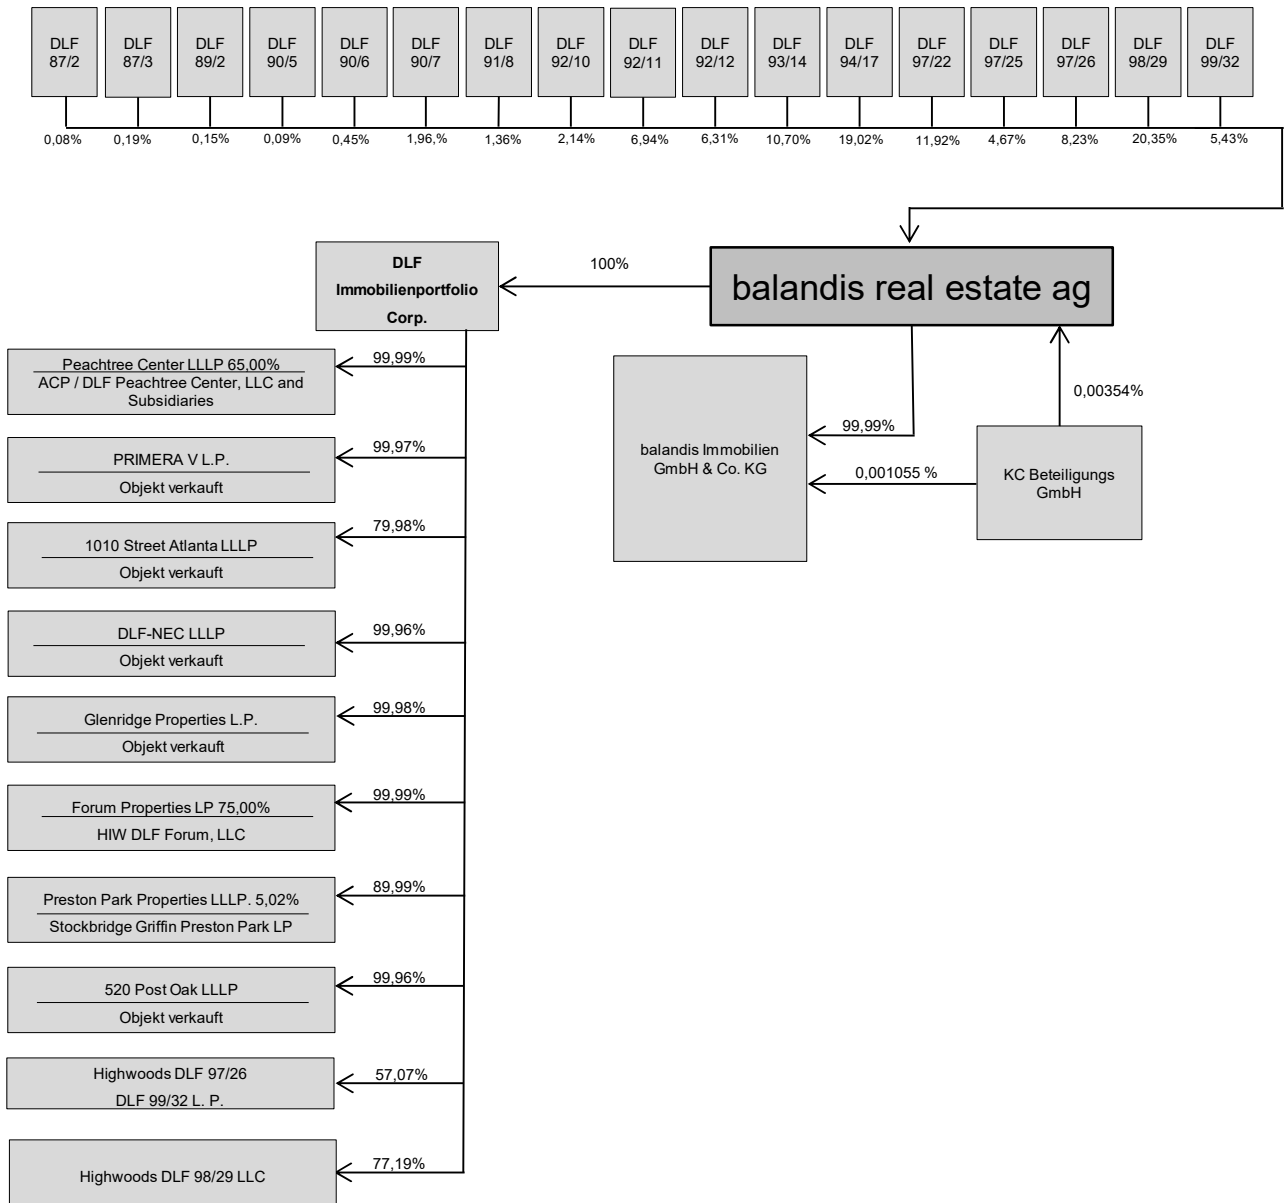 DLF
87/2
DLF
87/3
DLF
89/2
DLF
90/5
DLF
90/6
DLF
90/7
DLF
91/8
DLF
92/10
DLF
92/11
DLF
92/12
DLF
93/14
DLF
94/17
DLF
97/22
DLF
97/25
DLF
97/26
DLF
98/29
DLF
99/32
0,08%
0,19%
0,15%
0,09%
0,45%
1,96,%
1,36%
2,14%
6,94%
6,31%
10,70%
19,02%
11,92%
4,67%
8,23%
20,35%
5,43%
DLF
Immobilienportfolio
Corp.
100%
balandis real estate ag
Peachtree Center LLLP 65,00%
ACP / DLF Peachtree Center, LLC and
Subsidiaries
99,99%
PRIMERA V L.P.
Objekt verkauft
99,97%
1010 Street Atlanta LLLP
Objekt verkauft
79,98%
DLF-NEC LLLP
Objekt verkauft
99,96%
Glenridge Properties L.P.
Objekt verkauft
99,98%
Forum Properties LP 75,00%
HIW DLF Forum, LLC
99,99%
Preston Park Properties LLLP. 5,02%
Stockbridge Griffin Preston Park LP
89,99%
520 Post Oak LLLP
Objekt verkauft
99,96%
Highwoods DLF 97/26
DLF 99/32 L. P.
57,07%
Highwoods DLF 98/29 LLC
77,19%
balandis Immobilien
GmbH & Co. KG
99,99%
0,001055 %
0,00354%
KC Beteiligungs
GmbH